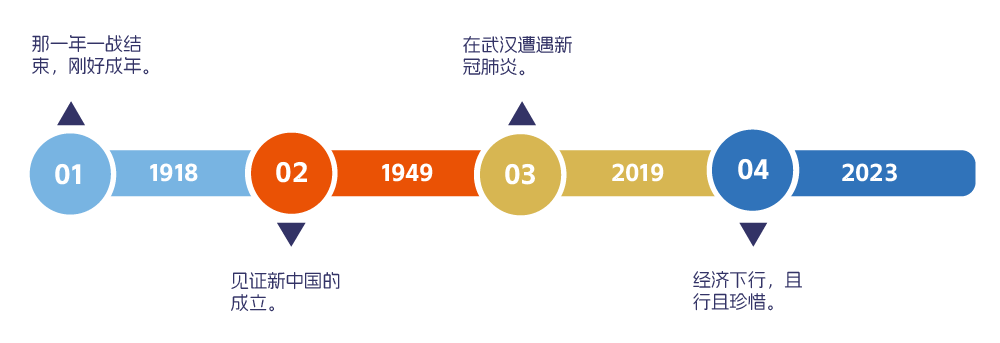 那一年一战结
束，刚好成年。
在武汉遭遇新
冠肺炎。
01
1918
02
1949
03
2019
04
2023
见证新中国的
成立。
经济下行，且
行且珍惜。